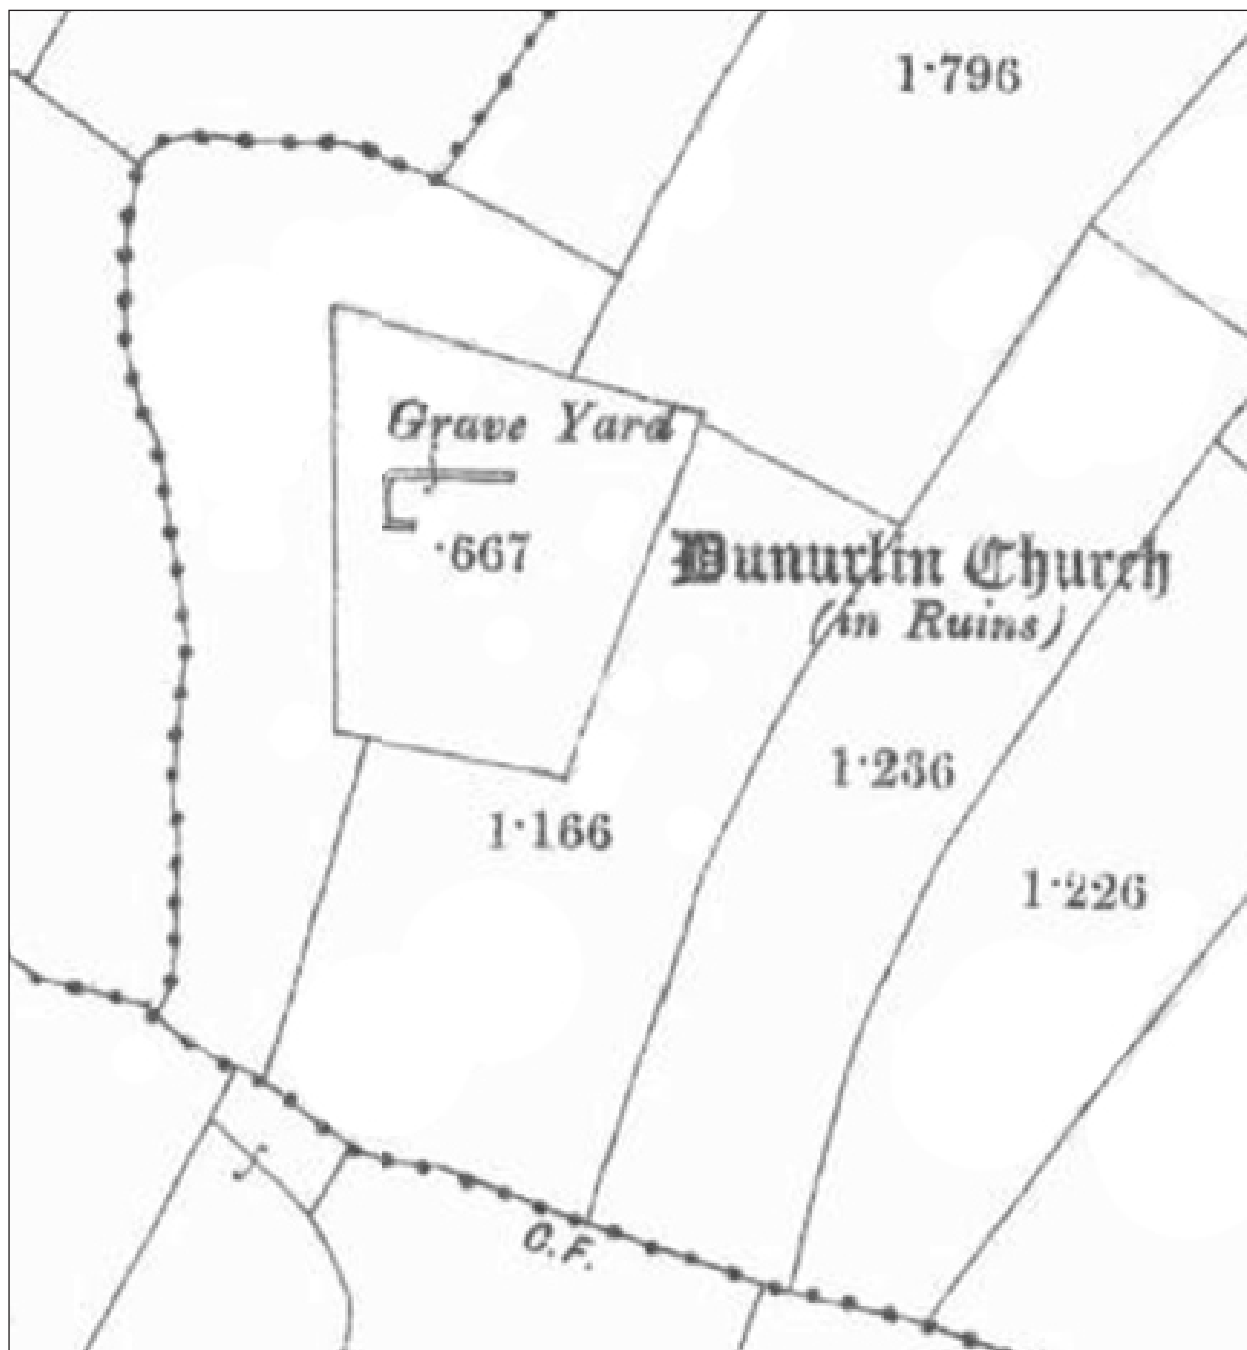 1·796
Grave Yard
·667
Dunurlin Church
(in Ruins)
1·236
1·166
1·226
C.F.